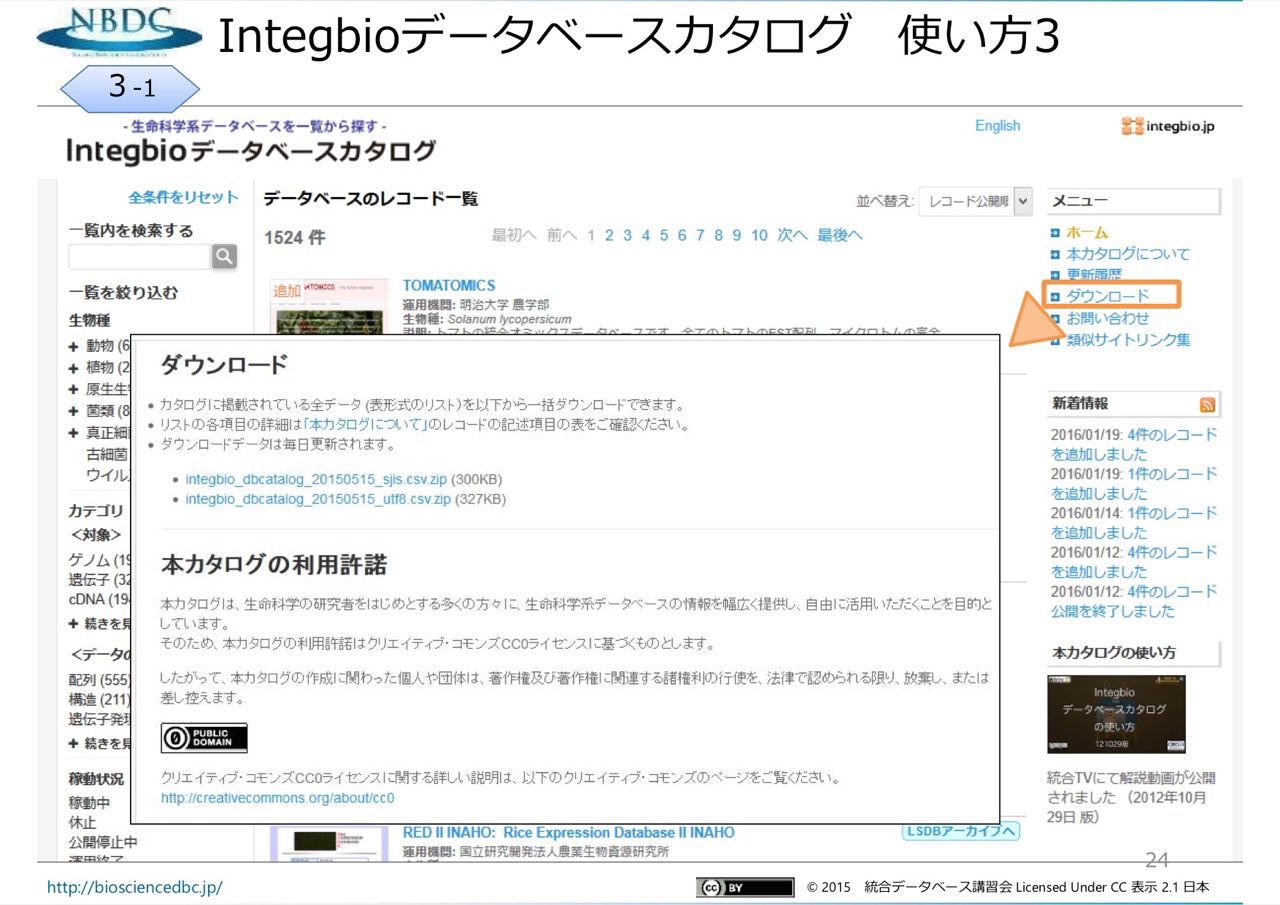 NBDC
Integbioデータベースカタログ 使い方3
3-1
- 生命科学系データベースを一覧から探す -
Integbioデータベースカタログ
English
integbio.jp
全条件をリセット
一覧内を検索する
一覧を絞り込む
生物種
+ 動物 (6
+ 植物 (2
+ 原生生
+ 菌類 (8
+ 真正細
古細菌
ウイル
カテゴリ
<対象>
ゲノム (19
遺伝子 (32
cDNA (194
+ 続きを見
<データの
配列 (555)
構造 (211)
遺伝子発現
+ 続きを見
稼動状況
稼動中
休止
公開停止中
運用終了
データベースのレコード一覧
並べ替え: レコード公開順
1524 件
最初へ 前へ 1 2 3 4 5 6 7 8 9 10 次へ 最後へ
追加
TOMATOMICS
運用機関: 明治大学 農学部
生物種: Solanum lycopersicum
説明: トマトの統合オミックスデータベースです。全てのトマトのEST配列、マイクロトムの完全
ダウンロード
• カタログに掲載されている全データ (表形式のリスト)を以下から一括ダウンロードできます。
• リストの各項目の詳細は「本カタログについて」のレコードの記述項目の表をご確認ください。
• ダウンロードデータは毎日更新されます。
• integbio_dbcatalog_20150515_sjis.csv.zip (300KB)
• integbio_dbcatalog_20150515_utf8.csv.zip (327KB)
本カタログの利用許諾
本カタログは、生命科学の研究者をはじめとする多くの方々に、生命科学系データベースの情報を幅広く提供し、自由に活用いただくことを目的と
しています。
そのため、本カタログの利用許諾はクリエイティブ・コモンズCC0ライセンスに基づくものとします。
したがって、本カタログの作成に関わった個人や団体は、著作権及び著作権に関連する諸権利の行使を、法律で認められる限り、放棄し、または
差し控えます。
PUBLIC
DOMAIN
クリエイティブ・コモンズCC0ライセンスに関する詳しい説明は、以下のクリエイティブ・コモンズのページをご覧ください。
http://creativecommons.org/about/cc0
RED II INAHO: Rice Expression Database II INAHO
LSDBアーカイブへ
運用機関: 国立研究開発法人農業生物資源研究所
メニュー
ホーム
本カタログについて
更新履歴
ダウンロード
お問い合わせ
類似サイトリンク集
新着情報
2016/01/19: 4件のレコード
を追加しました
2016/01/19: 1件のレコード
を追加しました
2016/01/14: 1件のレコード
を追加しました
2016/01/12: 4件のレコード
を追加しました
2016/01/12: 4件のレコード
公開を終了しました
本カタログの使い方
Integbio
データベースカタログ
の使い方
121029版
統合TVにて解説動画が公開
されました (2012年10月
29日 版)
24
http://biosciencedbc.jp/
cc BY
© 2015 統合データベース講習会 Licensed Under CC 表示 2.1 日本